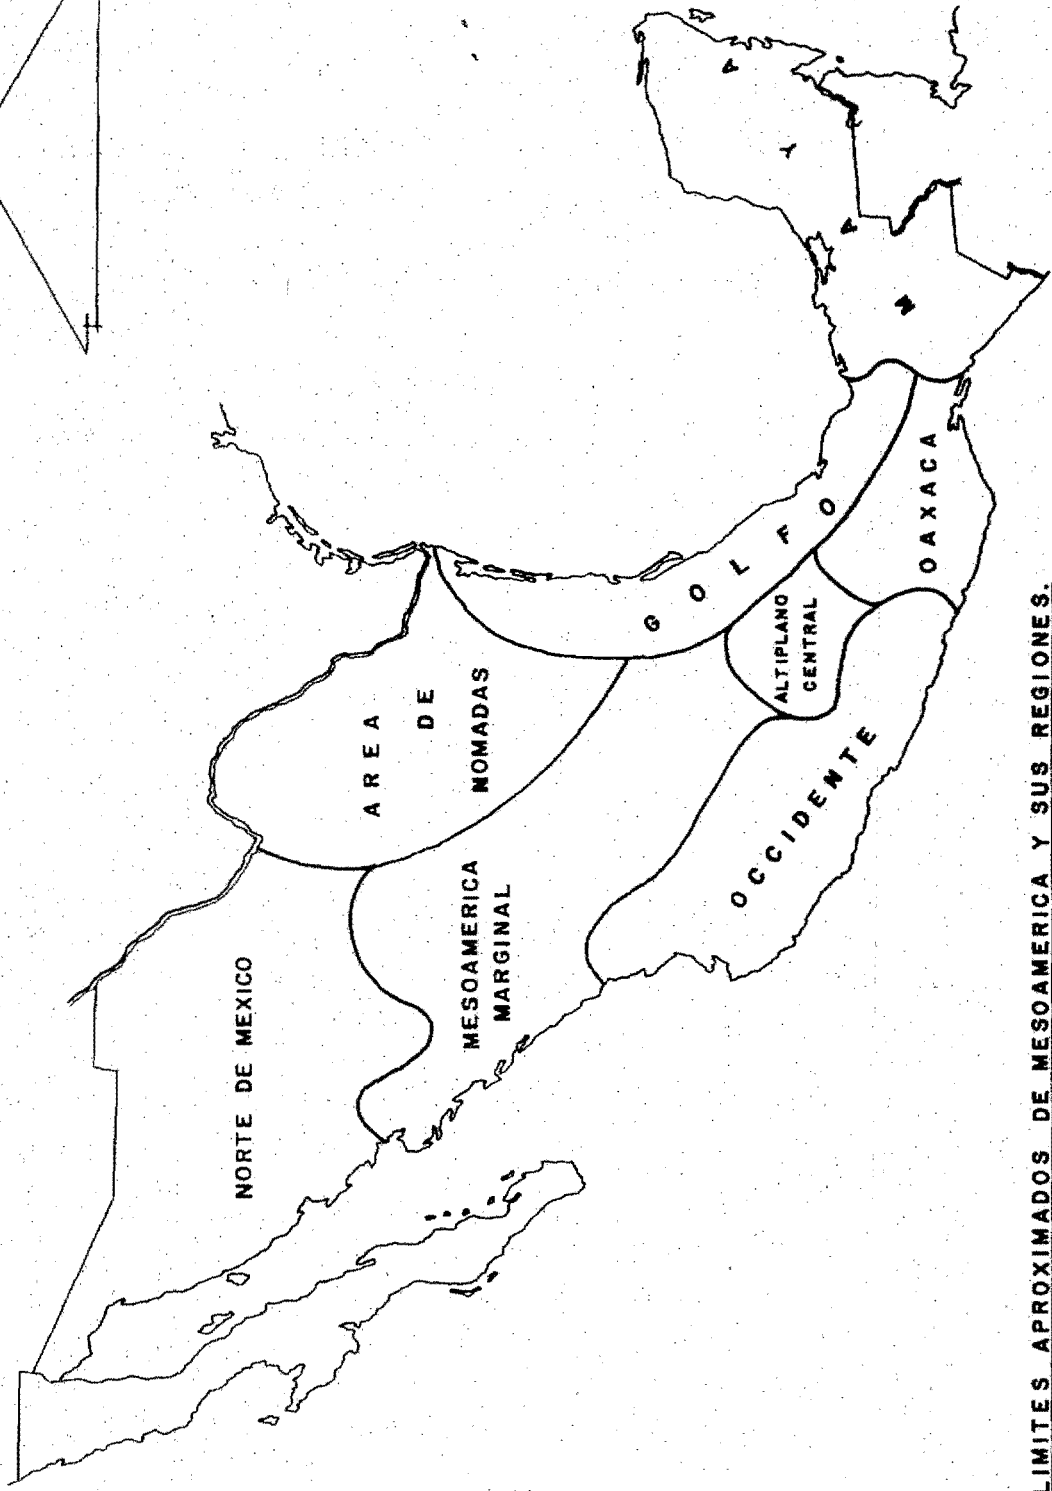 NORTE DE MEXICO
AREA
DE
NOMADAS
MESOAMERICA
MARGINAL
GOLFO
ALTIPLANO
CENTRAL
OCCIDENTE
OAXACA
MAYA
LIMITES APROXIMADOS DE MESOAMERICA Y SUS REGIONES.